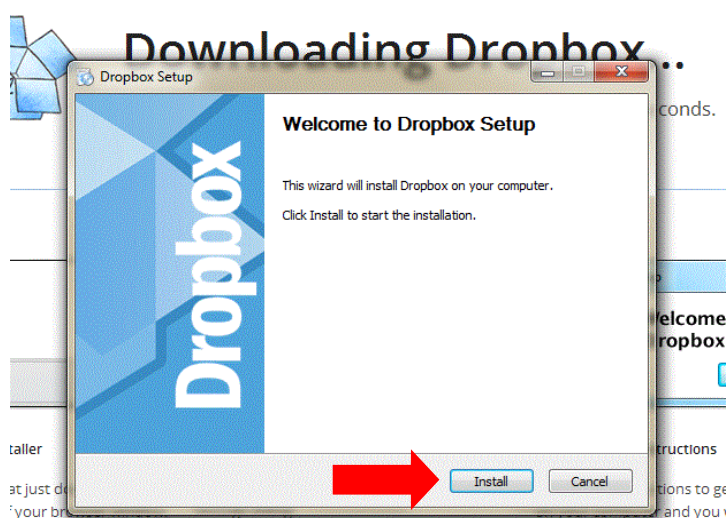 Downloading Dropbox...
Dropbox Setup
conds.
Welcome to Dropbox Setup
This wizard will install Dropbox on your computer.
Click Install to start the installation.
Dropbox
elcome
ropbox
taller
tructions
Install
Cancel
at just d
tions to ge
f your br
r and you